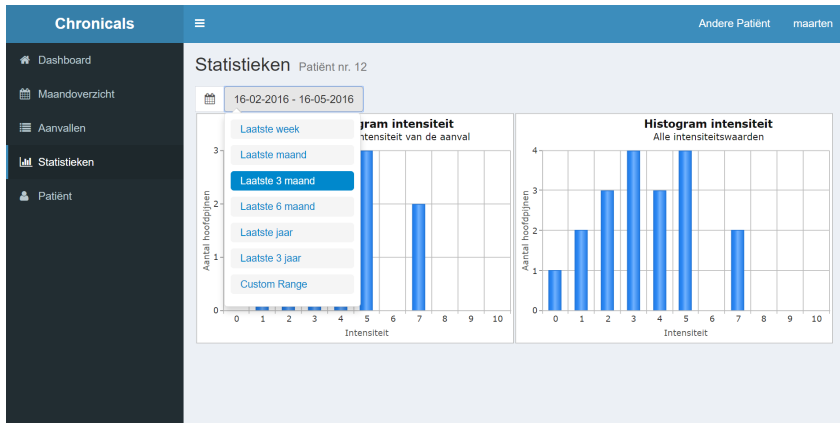 Chronicals
Andere Patiënt maarten
Dashboard
Maandoverzicht
Aanvallen
Statistieken
Patiënt
Statistieken Patiënt nr. 12
16-02-2016 - 16-05-2016
Laatste week
Laatste maand
Laatste 3 maand
Laatste 6 maand
Laatste jaar
Laatste 3 jaar
Custom Range
gram intensiteit
ntensiteit van de aanval
Aantal hoofdpijnen
3
2
1
0
0 1 2 3 4 5 6 7 8 9 10
Intensiteit
Histogram intensiteit
Alle intensiteitswaarden
Aantal hoofdpijnen
4
3
2
1
0
0 1 2 3 4 5 6 7 8 9 10
Intensiteit